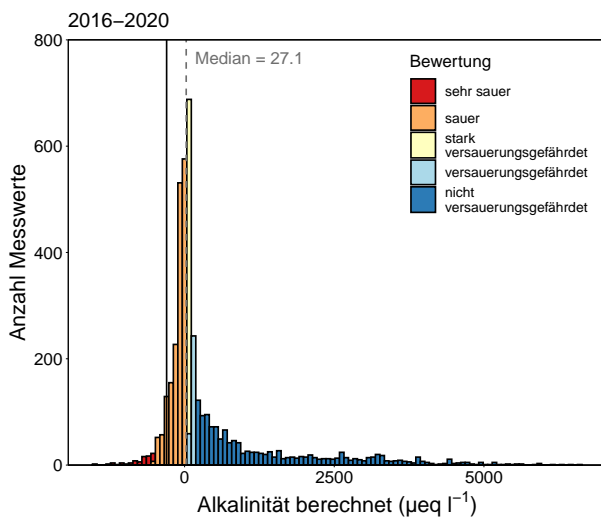 2016−2020
Median = 27.1
Bewertung
sehr sauer
sauer
stark
versauerungsgefährdet
versauerungsgefährdet
nicht
versauerungsgefährdet
800
600
400
200
0
Anzahl Messwerte
0 2500 5000
Alkalinität berechnet (µeq l⁻¹)